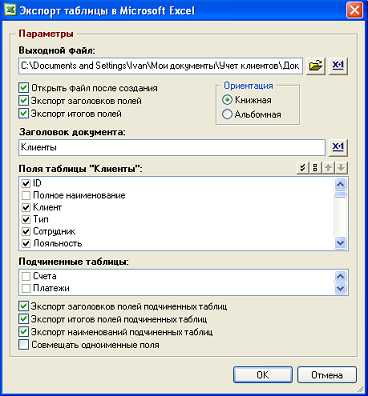 Экспорт таблицы в Microsoft Excel
Параметры
Выходной файл:
C:\Documents and Settings\Ivan\Мои документы\Учет клиентов\Док
Открыть файл после создания
Экспорт заголовков полей
Экспорт итогов полей
Ориентация
Книжная
Альбомная
Заголовок документа:
Клиенты
Поля таблицы "Клиенты":
ID
Полное наименование
Клиент
Тип
Сотрудник
Лояльность
Подчиненные таблицы:
Счета
Платежи
Экспорт заголовков полей подчиненных таблиц
Экспорт итогов полей подчиненных таблиц
Экспорт наименований подчиненных таблиц
Совмещать одноименные поля
OK
Отмена